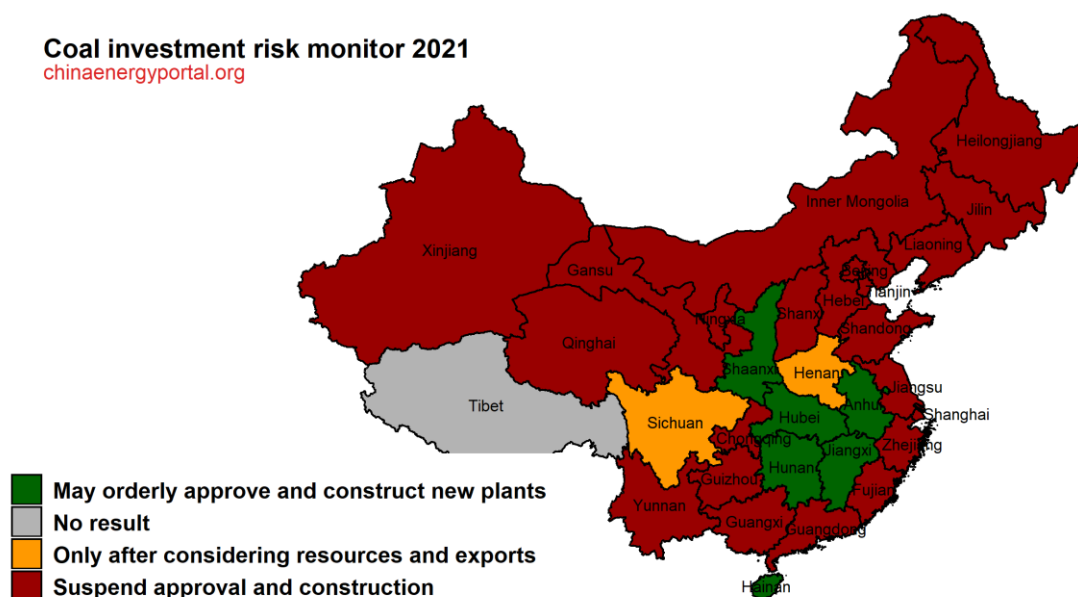 Coal investment risk monitor 2021
chinaenergyportal.org
Heilongjiang
Inner Mongolia
Jilin
Liaoning
Xinjiang
Gansu
Beijing
Tianjin
Hebei
Ningxia
Shanxi
Shandong
Qinghai
Shaanxi
Henan
Jiangsu
Anhui
Shanghai
Tibet
Sichuan
Hubei
Chongqing
Zhejiang
Jiangxi
Hunan
Guizhou
Fujian
Yunnan
Guangxi
Guangdong
Hainan
May orderly approve and construct new plants
No result
Only after considering resources and exports
Suspend approval and construction